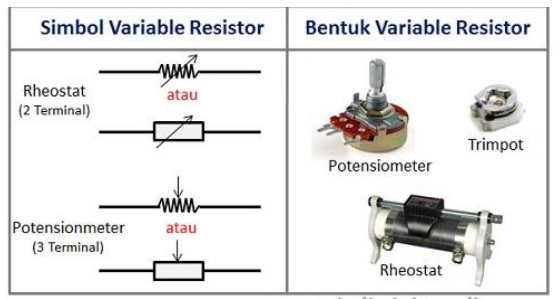 Simbol Variable Resistor
Bentuk Variable Resistor
Rheostat
(2 Terminal)
atau
Potensionmeter
(3 Terminal)
atau
Potensiometer
Trimpot
Rheostat